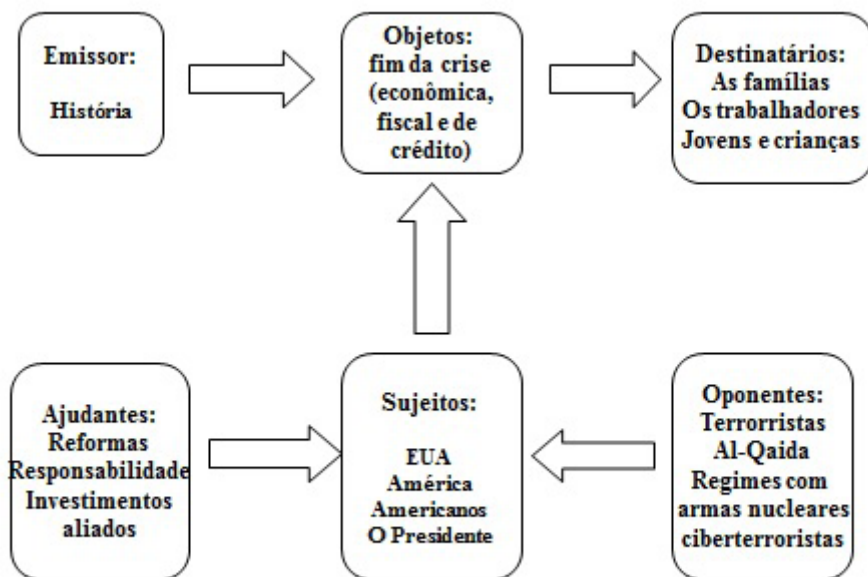 Emissor:
História
Objetos:
fim da crise
(econômica,
fiscal e de
crédito)
Destinatários:
As famílias
Os trabalhadores
Jovens e crianças
Ajudantes:
Reformas
Responsabilidade
Investimentos
aliados
Sujeitos:
EUA
América
Americanos
O Presidente
Oponentes:
Terrorristas
Al-Qaida
Regimes com
armas nucleares
ciberterroristas